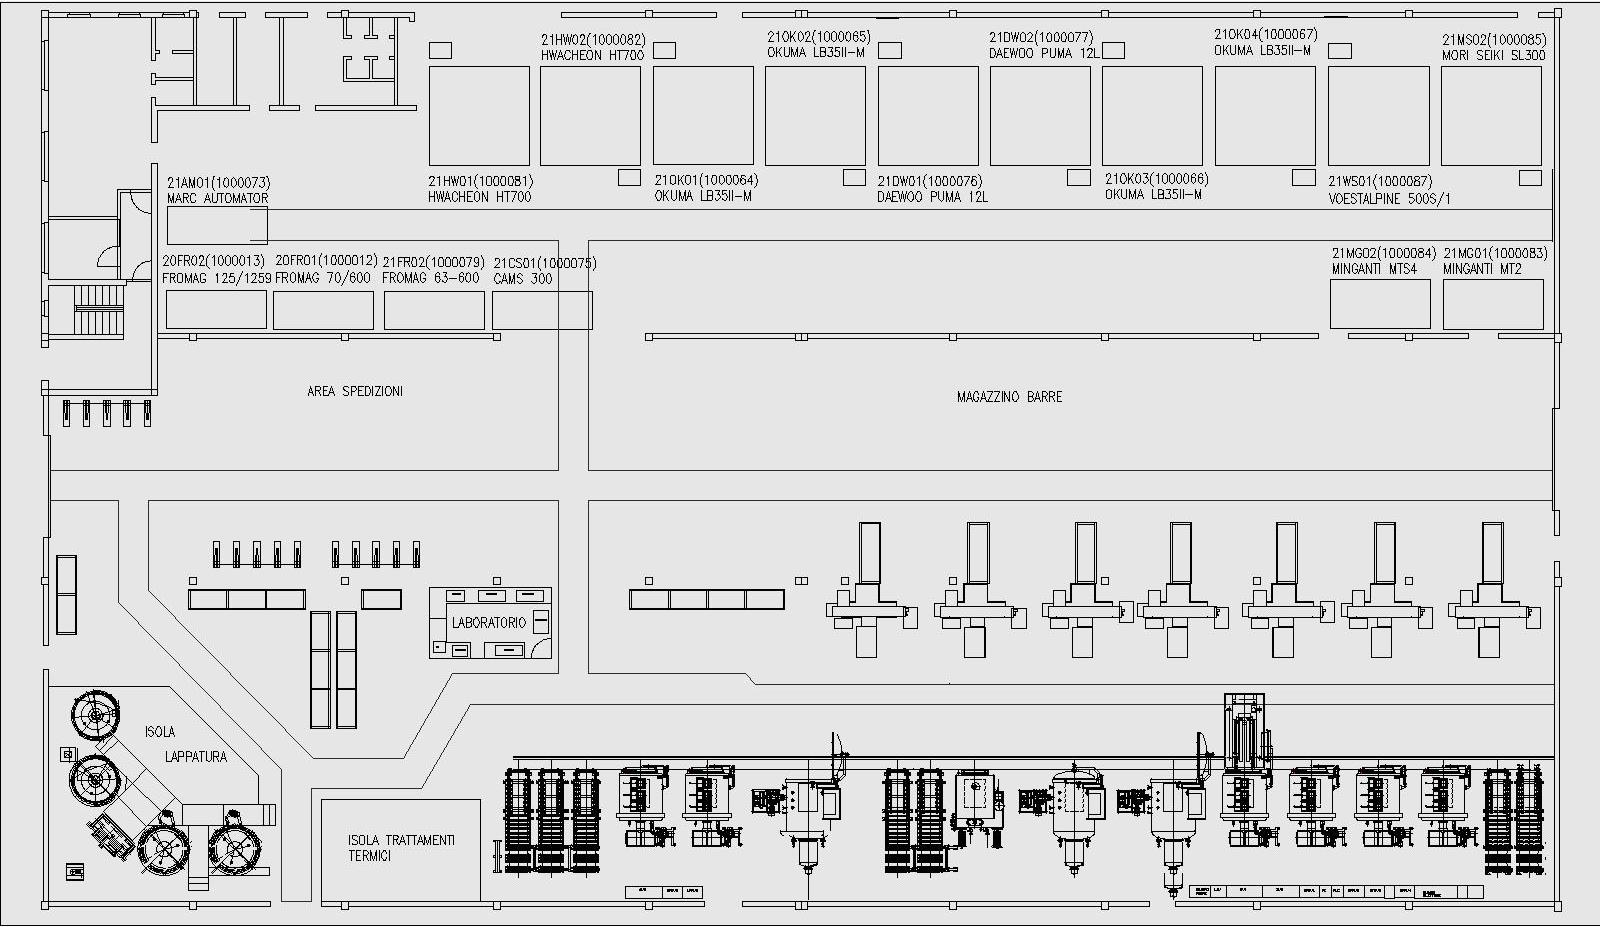 21HW02(1000082)
HWACHEON HT700
21OK02(1000065)
OKUMA LB35II-M
21DW02(1000077)
DAEWOO PUMA 12L
21OK04(1000067)
OKUMA LB35II-M
21MS02(1000085)
MORI SEIKI SL300
21AM01(1000073)
MARC AUTOMATOR
21HW01(1000081)
HWACHEON HT700
21OK01(1000064)
OKUMA LB35II-M
21DW01(1000076)
DAEWOO PUMA 12L
21OK03(1000066)
OKUMA LB35II-M
21WS01(1000087)
VOESTALPINE 500S/1
20FR02(1000013)
FROMAG 125/1259
20FR01(1000012)
FROMAG 70/600
21FR02(1000079)
FROMAG 63-600
21CS01(1000075)
CAMS 300
21MG02(1000084)
MINGANTI MTS4
21MG01(1000083)
MINGANTI MT2
AREA SPEDIZIONI
MAGAZZINO BARRE
LABORATORIO
ISOLA
LAPPATURA
ISOLA TRATTAMENTI
TERMICI